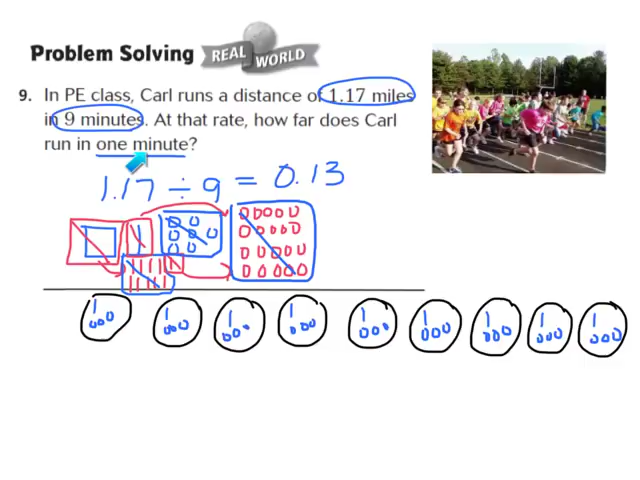 Problem Solving REAL WORLD
9. In PE class, Carl runs a distance of 1.17 miles
in 9 minutes. At that rate, how far does Carl
run in one minute?
1.17 ÷ 9 = 0.13